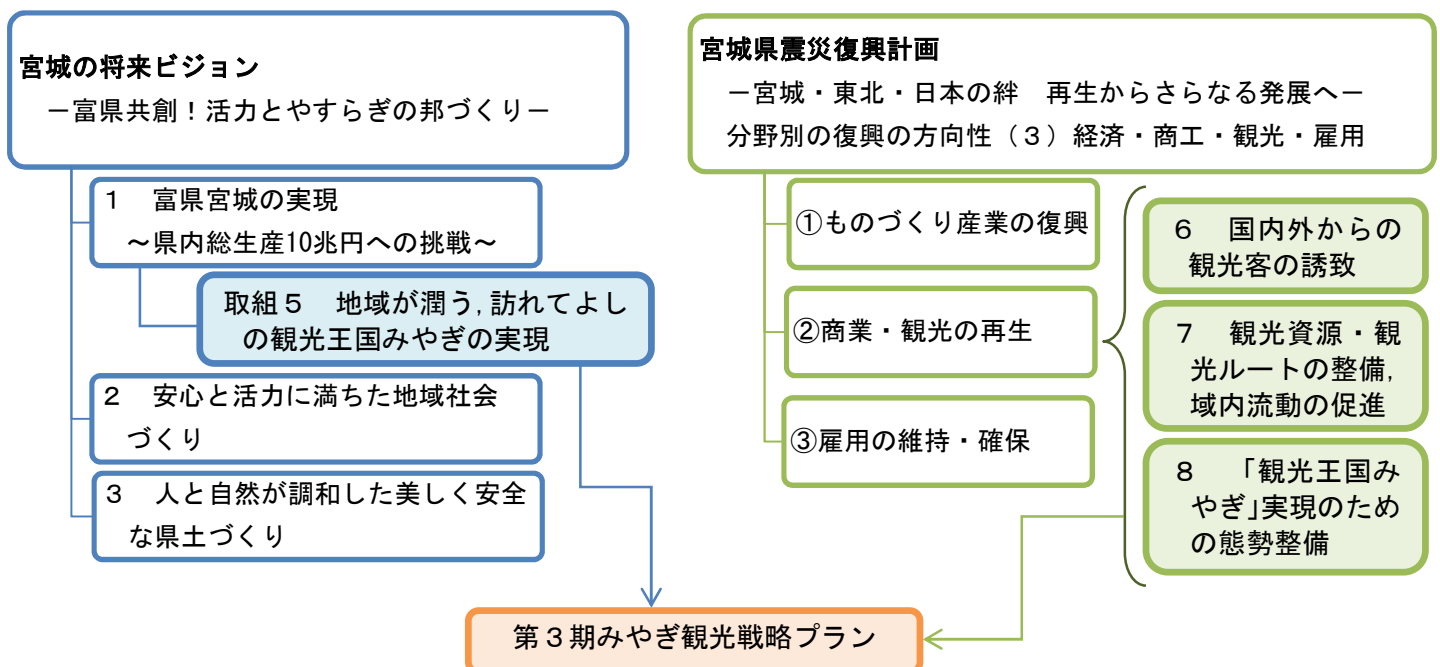 宮城の将来ビジョン
－富県共創！活力とやすらぎの邦づくり－
1　富県宮城の実現
～県内総生産10兆円への挑戦～
取組５　地域が潤う,訪れてよし
の観光王国みやぎの実現
２　安心と活力に満ちた地域社会
づくり
３　人と自然が調和した美しく安全
な県土づくり
宮城県震災復興計画
－宮城・東北・日本の絆　再生からさらなる発展へ－
分野別の復興の方向性（３）経済・商工・観光・雇用
①ものづくり産業の復興
②商業・観光の再生
③雇用の維持・確保
６　国内外からの
観光客の誘致
７　観光資源・観
光ルートの整備,
域内流動の促進
８　「観光王国み
やぎ」実現のため
の態勢整備
第３期みやぎ観光戦略プラン